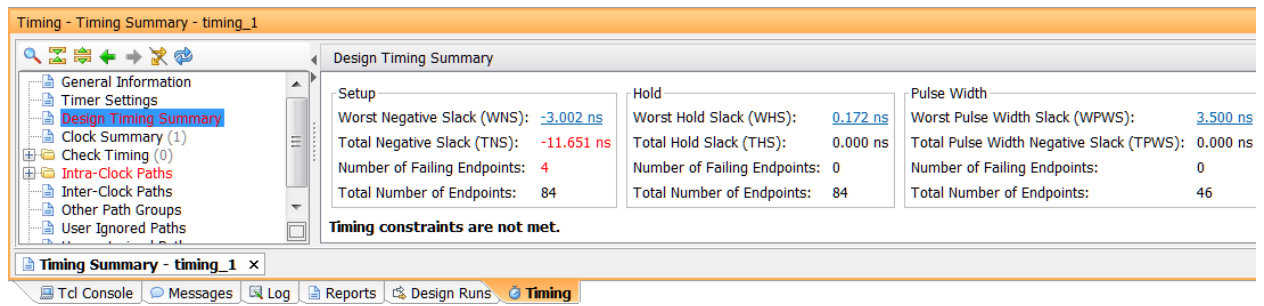 Timing - Timing Summary - timing_1
General Information
Timer Settings
Design Timing Summary
Clock Summary (1)
Check Timing (0)
Intra-Clock Paths
Inter-Clock Paths
Other Path Groups
User Ignored Paths
Design Timing Summary
Setup
Worst Negative Slack (WNS): -3.002 ns
Total Negative Slack (TNS): -11.651 ns
Number of Failing Endpoints: 4
Total Number of Endpoints: 84
Hold
Worst Hold Slack (WHS): 0.172 ns
Total Hold Slack (THS): 0.000 ns
Number of Failing Endpoints: 0
Total Number of Endpoints: 84
Pulse Width
Worst Pulse Width Slack (WPWS): 3.500 ns
Total Pulse Width Negative Slack (TPWS): 0.000 ns
Number of Failing Endpoints: 0
Total Number of Endpoints: 46
Timing constraints are not met.
Timing Summary - timing_1 ×
Tcl Console Messages Log Reports Design Runs Timing